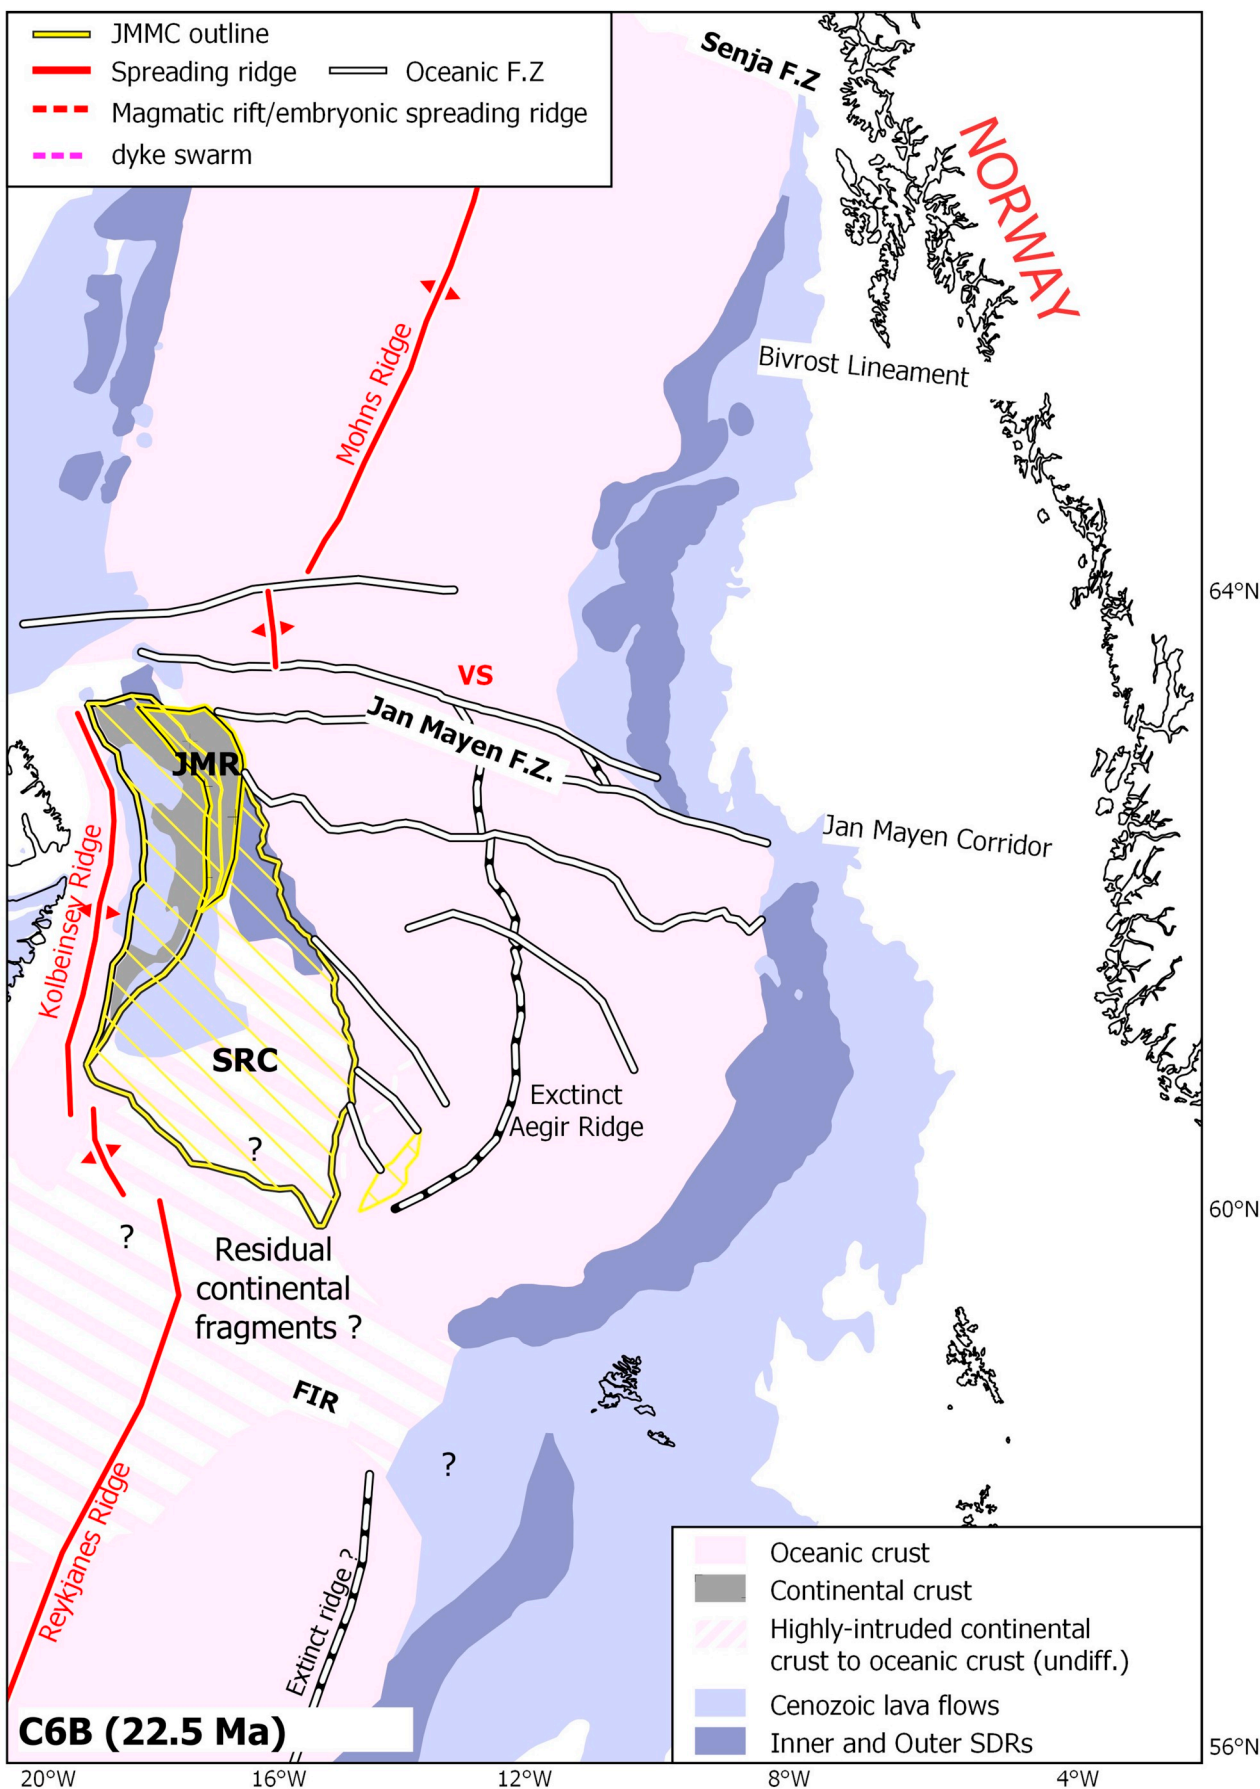 JMMC outline
Spreading ridge
Oceanic F.Z
Magmatic rift/embryonic spreading ridge
dyke swarm
Senja F.Z
NORWAY
Mohns Ridge
Bivrost Lineament
64°N
VS
Jan Mayen F.Z.
JMR
Jan Mayen Corridor
Kolbeinsey Ridge
SRC
Exctinct
Aegir Ridge
?
60°N
?
Residual
continental
fragments ?
FIR
?
Reykjanes Ridge
Extinct ridge ?
Oceanic crust
Continental crust
Highly-intruded continental
crust to oceanic crust (undiff.)
Cenozoic lava flows
Inner and Outer SDRs
C6B (22.5 Ma)
56°N
20°W 16°W 12°W 8°W 4°W